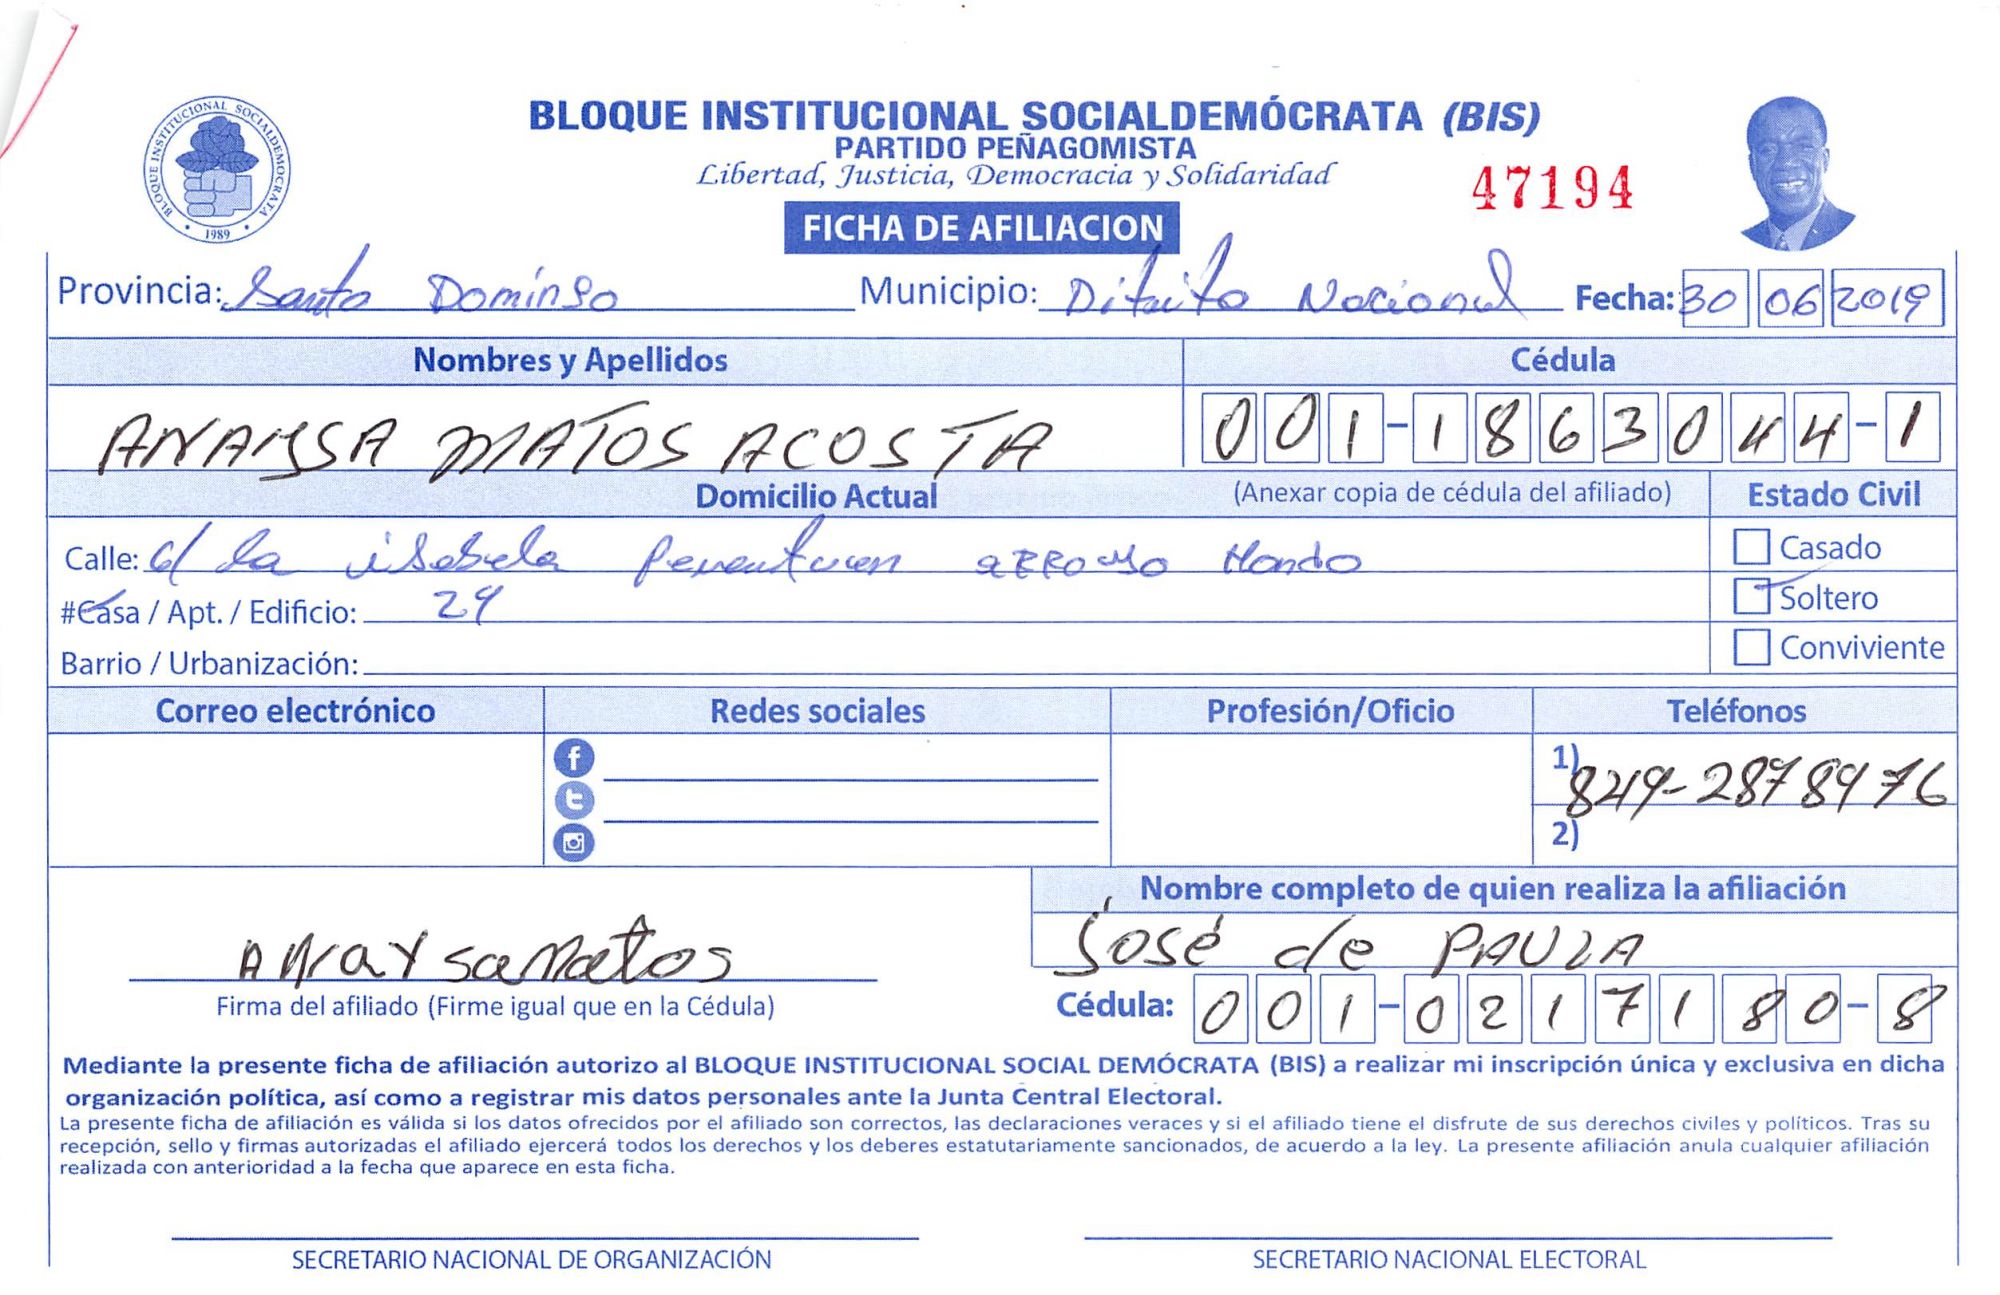 BLOQUE INSTITUCIONAL SOCIALDEMÓCRATA (BIS)
PARTIDO PEÑAGOMISTA
Libertad, Justicia, Democracia y Solidaridad
47194
FICHA DE AFILIACION
BLOQUE INSTITUCIONAL SOCIALDEMOCRATA
1989
Provincia: Santo Domingo Municipio: Ditrito Nacional Fecha: 30 06 2019
Nombres y Apellidos Cédula
ANAYSA MATOS ACOSTA 001-1863044-1
Domicilio Actual (Anexar copia de cédula del afiliado) Estado Civil
Calle: c/ la isabela arroyo Hondo Casado
#Casa / Apt. / Edificio: 29 Soltero
Barrio / Urbanización: Conviviente
Correo electrónico Redes sociales Profesión/Oficio Teléfonos
1) 829-2878976
2)
Nombre completo de quien realiza la afiliación
Anaysa Matos José de PAULA
Firma del afiliado (Firme igual que en la Cédula) Cédula: 001-0217180-8
Mediante la presente ficha de afiliación autorizo al BLOQUE INSTITUCIONAL SOCIAL DEMÓCRATA (BIS) a realizar mi inscripción única y exclusiva en dicha
organización política, así como a registrar mis datos personales ante la Junta Central Electoral.
La presente ficha de afiliación es válida si los datos ofrecidos por el afiliado son correctos, las declaraciones veraces y si el afiliado tiene el disfrute de sus derechos civiles y políticos. Tras su
recepción, sello y firmas autorizadas el afiliado ejercerá todos los derechos y los deberes estatutariamente sancionados, de acuerdo a la ley. La presente afiliación anula cualquier afiliación
realizada con anterioridad a la fecha que aparece en esta ficha.
SECRETARIO NACIONAL DE ORGANIZACIÓN SECRETARIO NACIONAL ELECTORAL